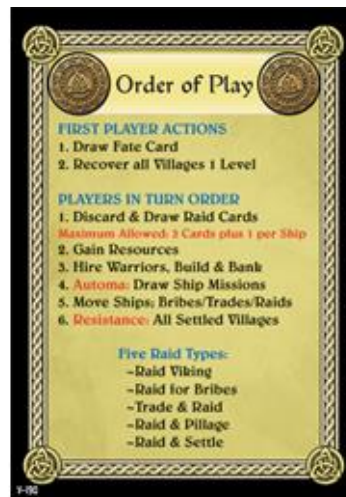 Order of Play
FIRST PLAYER ACTIONS
1. Draw Fate Card
2. Recover all Villages 1 Level
PLAYERS IN TURN ORDER
1. Discard & Draw Raid Cards
Maximum Allowed: 3 Cards plus 1 per Ship
2. Gain Resources
3. Hire Warriors, Build & Bank
4. Automa: Draw Ship Missions
5. Move Ships; Bribes/Trades/Raids
6. Resistance: All Settled Villages
Five Raid Types:
~Raid Viking
~Raid for Bribes
~Trade & Raid
~Raid & Pillage
~Raid & Settle